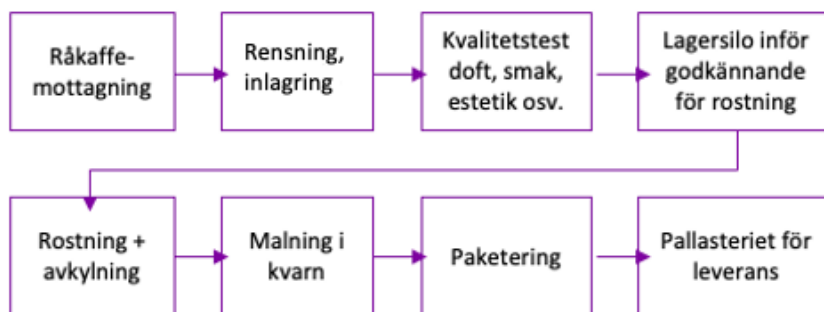 Råkaffe-
mottagning
Rensning,
inlagring
Kvalitetstest
doft, smak,
estetik osv.
Lagersilo inför
godkännande
för rostning
Rostning +
avkylning
Malning i
kvarn
Paketering
Pallasteriet för
leverans